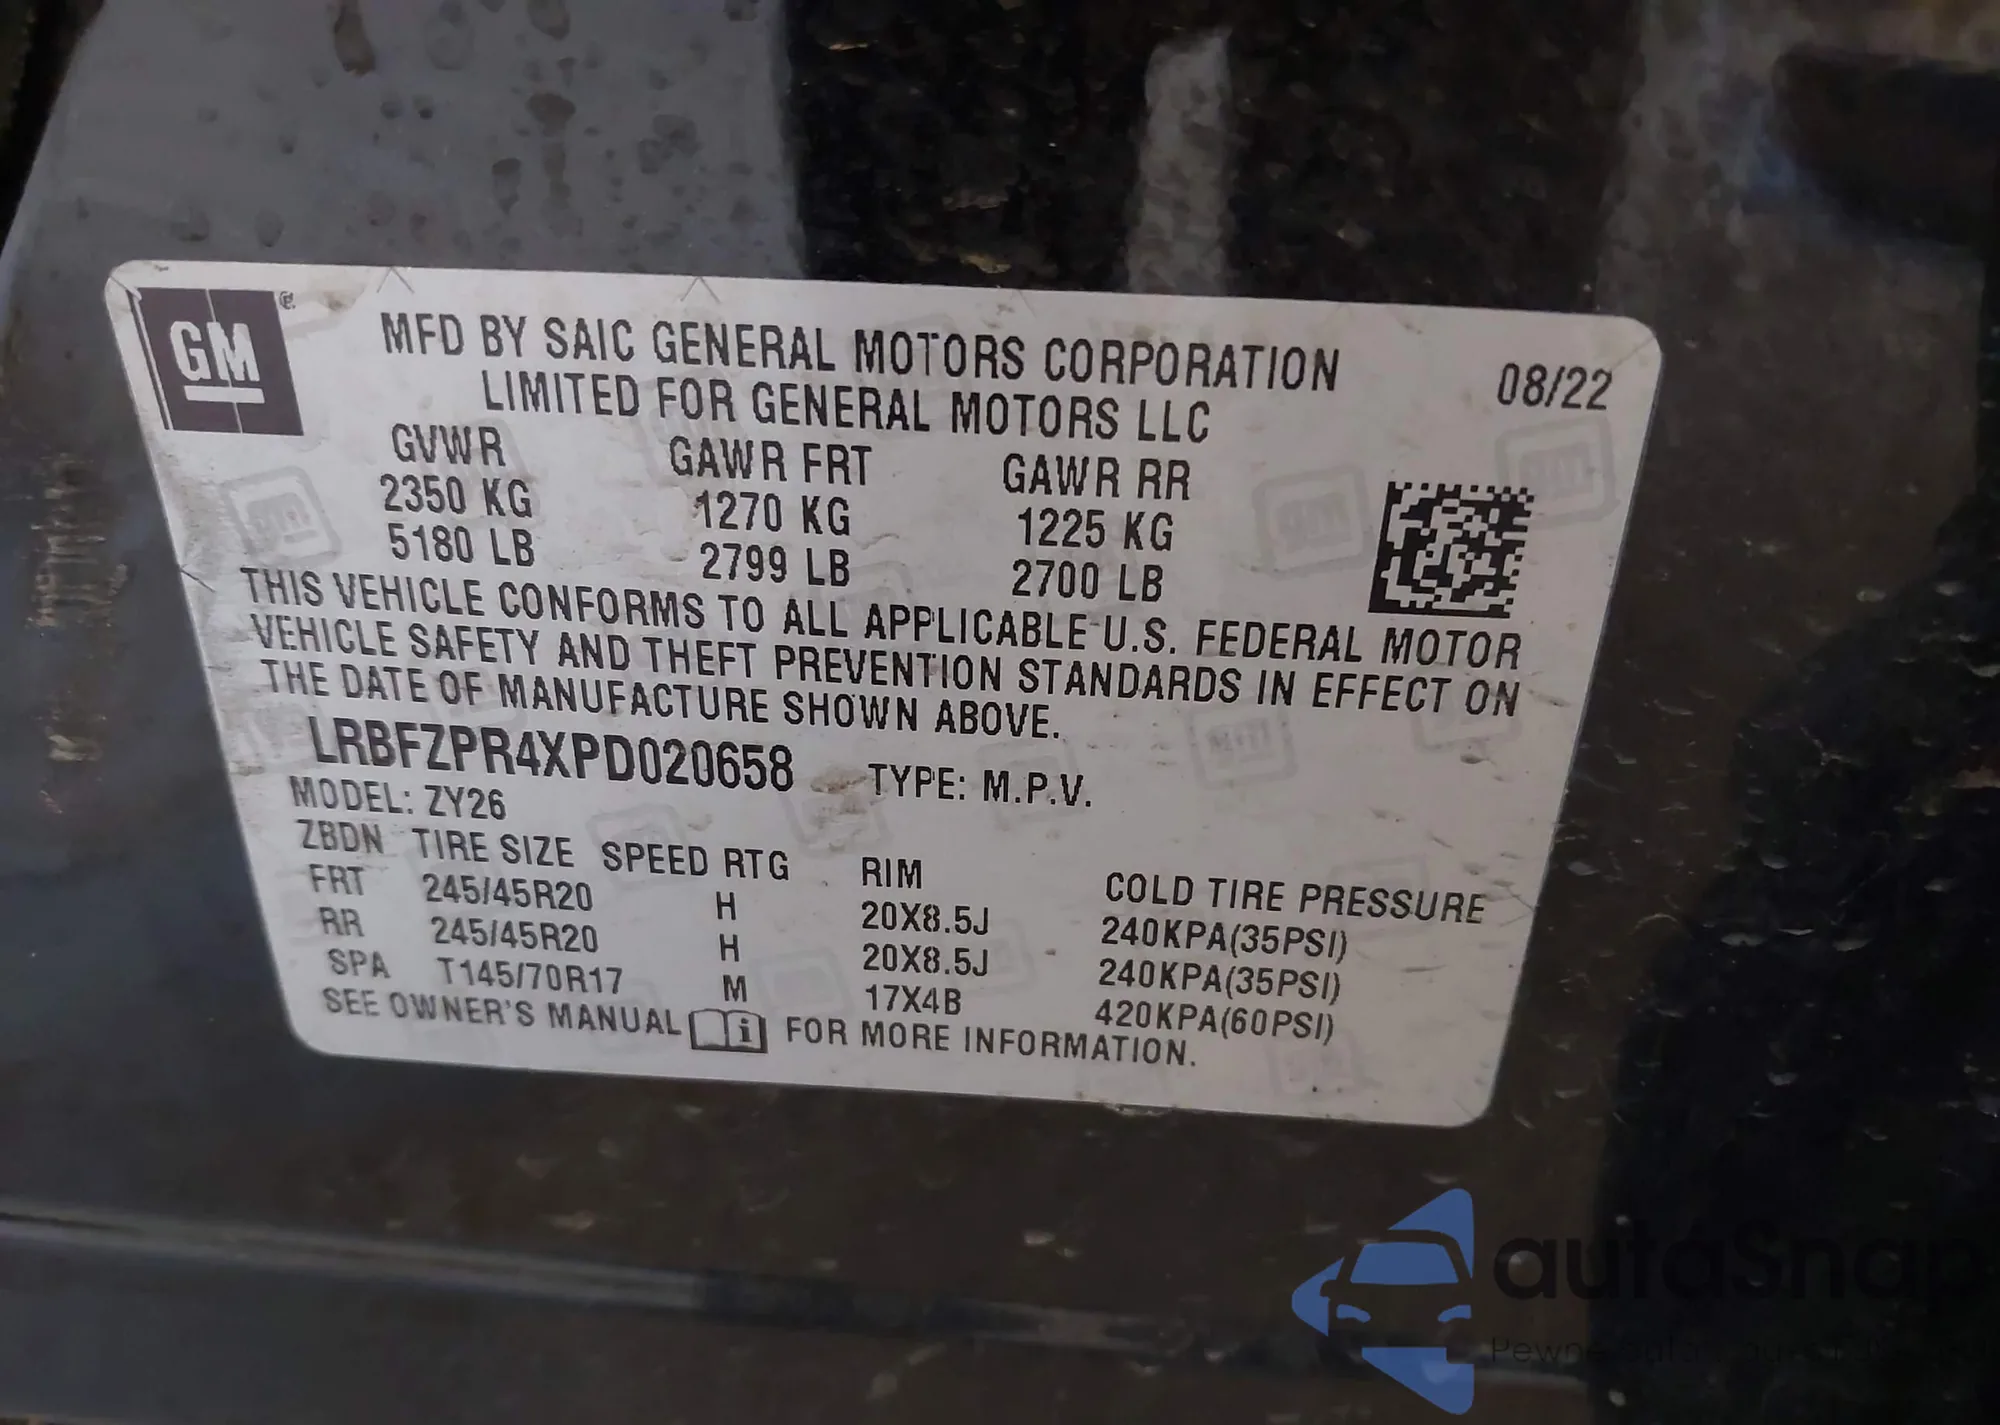 GM
MFD BY SAIC GENERAL MOTORS CORPORATION
LIMITED FOR GENERAL MOTORS LLC
08/22
GVWR GAWR FRT GAWR RR
2350 KG 1270 KG 1225 KG
5180 LB 2799 LB 2700 LB
THIS VEHICLE CONFORMS TO ALL APPLICABLE U.S. FEDERAL MOTOR
VEHICLE SAFETY AND THEFT PREVENTION STANDARDS IN EFFECT ON
THE DATE OF MANUFACTURE SHOWN ABOVE.
LRBFZPR4XPD020658 TYPE: M.P.V.
MODEL: ZY26
ZBDN TIRE SIZE SPEED RTG RIM COLD TIRE PRESSURE
FRT 245/45R20 H 20X8.5J 240KPA(35PSI)
RR 245/45R20 H 20X8.5J 240KPA(35PSI)
SPA T145/70R17 M 17X4B 420KPA(60PSI)
SEE OWNER'S MANUAL FOR MORE INFORMATION.
autaSnap
Pewne auta